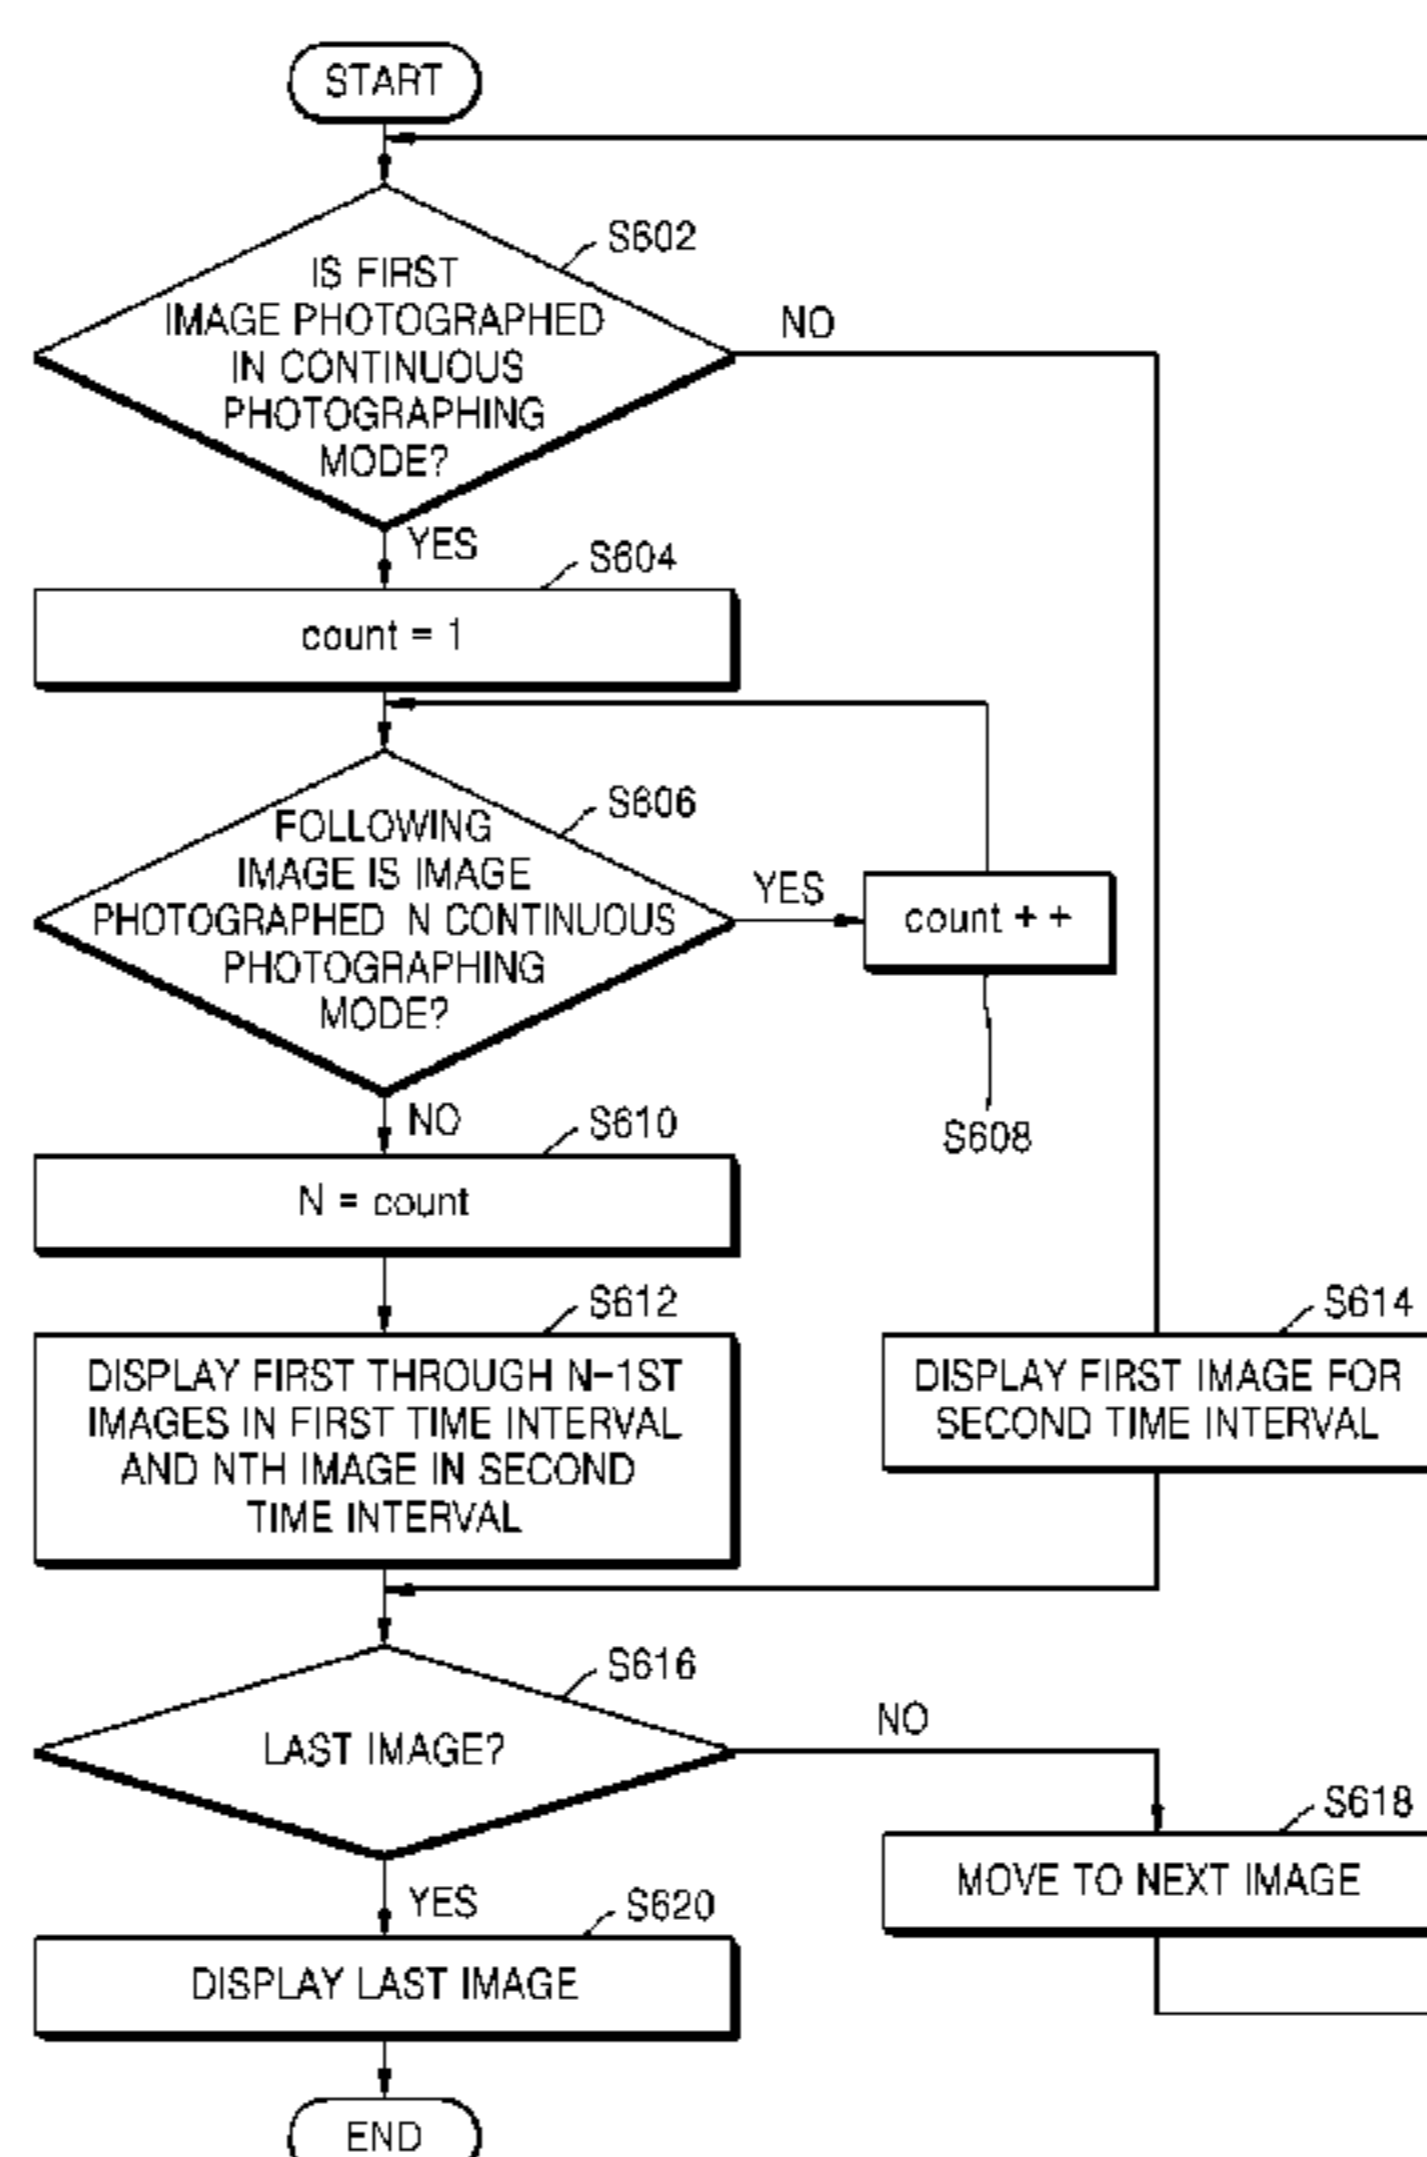 START
S602
IS FIRST
IMAGE PHOTOGRAPHED
IN CONTINUOUS
PHOTOGRAPHING
MODE?
NO
YES
S604
count = 1
S606
FOLLOWING
IMAGE IS IMAGE
PHOTOGRAPHED N CONTINUOUS
PHOTOGRAPHING
MODE?
YES
count + +
S608
NO
S610
N = count
S612
DISPLAY FIRST THROUGH N-1ST
IMAGES IN FIRST TIME INTERVAL
AND NTH IMAGE IN SECOND
TIME INTERVAL
S614
DISPLAY FIRST IMAGE FOR
SECOND TIME INTERVAL
S616
LAST IMAGE?
NO
S618
MOVE TO NEXT IMAGE
YES
S620
DISPLAY LAST IMAGE
END